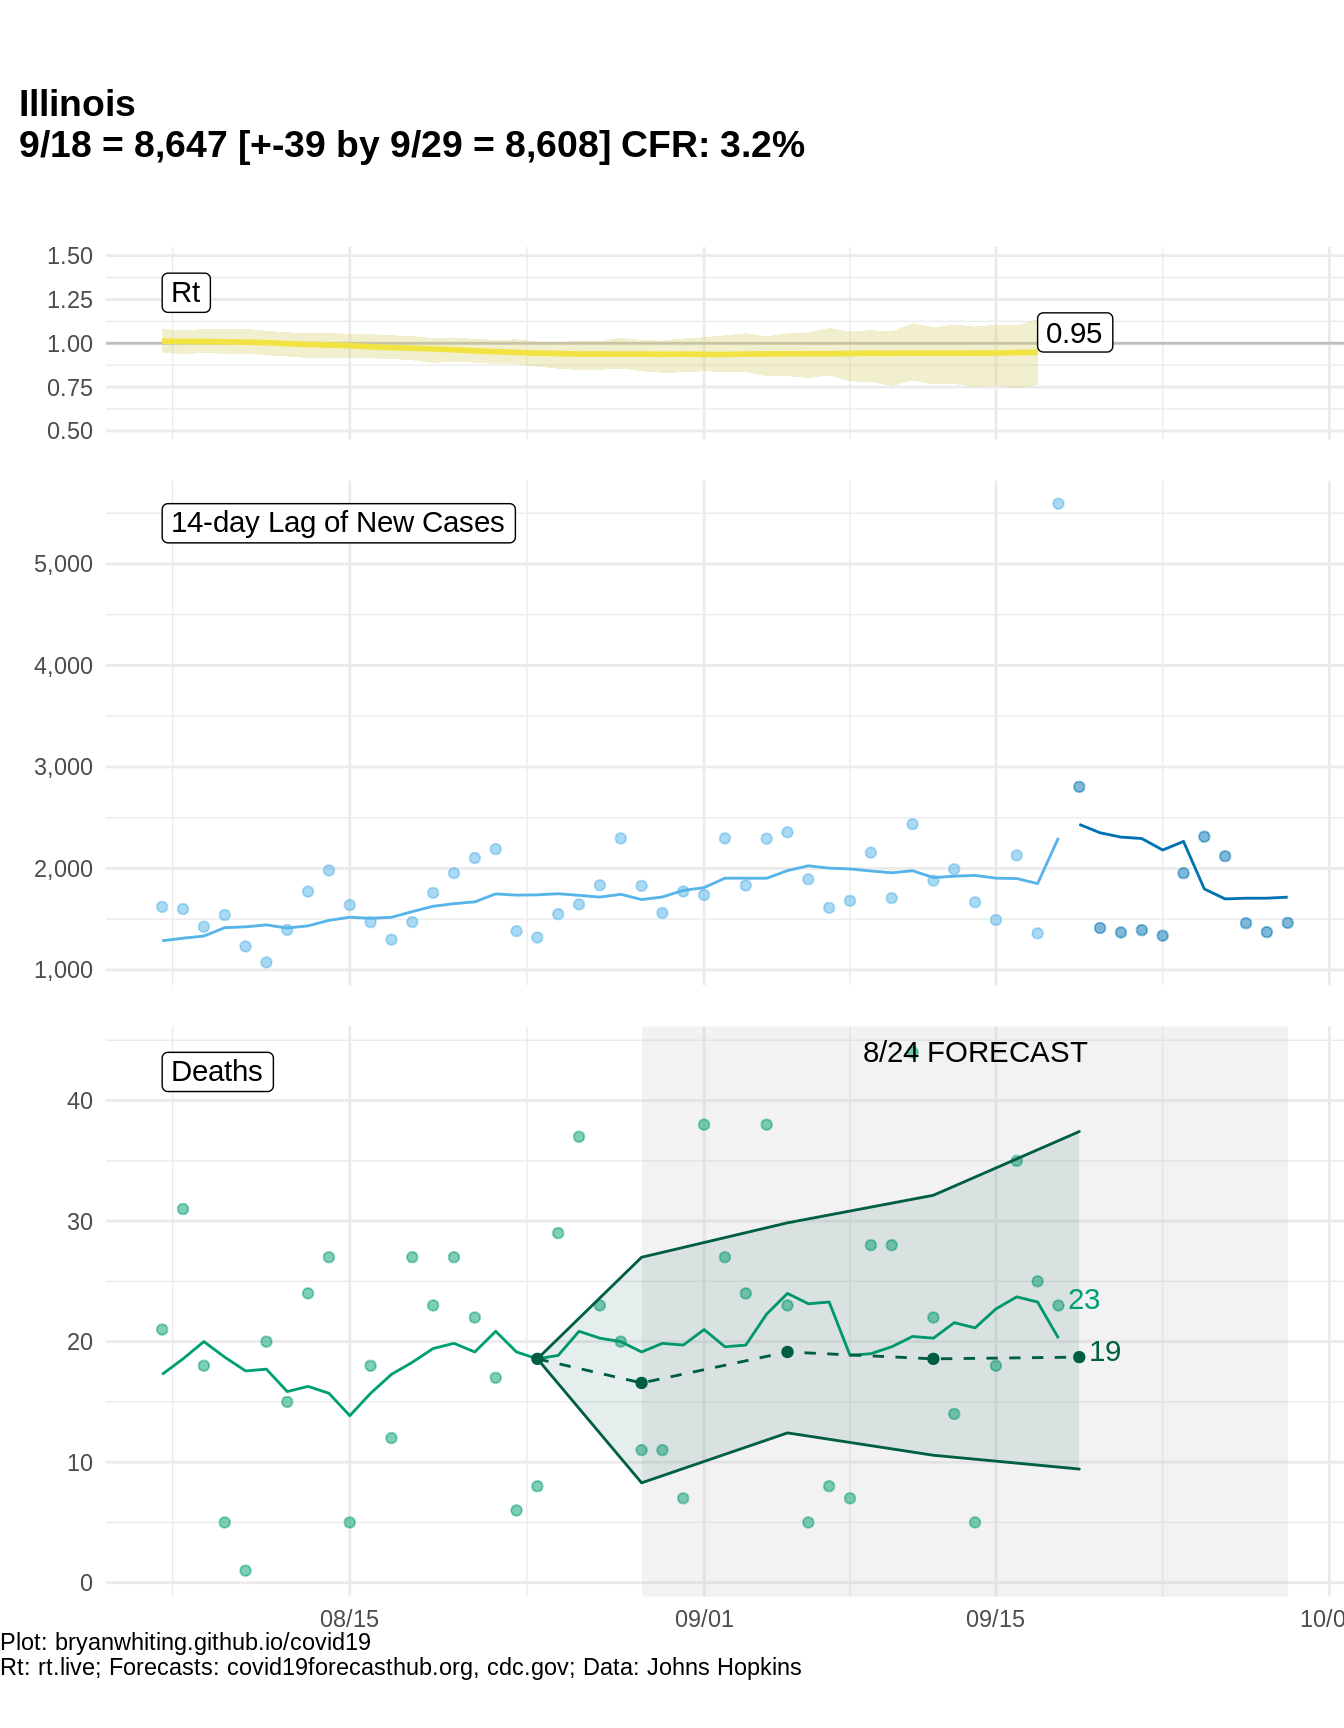 Illinois
9/18 = 8,647 [+-39 by 9/29 = 8,608] CFR: 3.2%
1.50
Rt
1.25
1.00
0.95
0.75
0.50
14-day Lag of New Cases
5,000
4,000
3,000
2,000
1,000
8/24 FORECAST
Deaths
40
30
23
20
19
10
0
08/15 09/01 09/15 10/0
Plot: bryanwhiting.github.io/covid19
Rt: rt.live; Forecasts: covid19forecasthub.org, cdc.gov; Data: Johns Hopkins